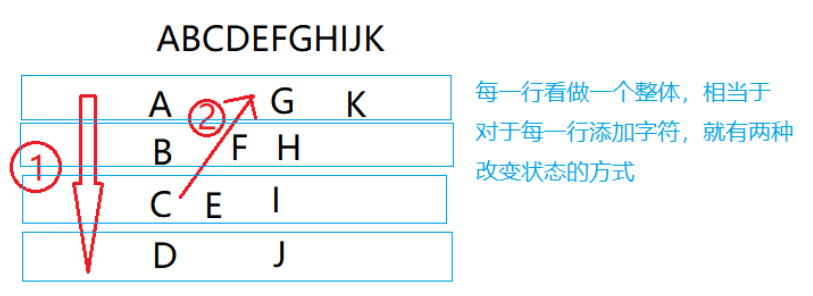 ABCDEFGHIJK
A ② G K
B F H
①
C E I
D J
每一行看做一个整体，相当于
对于每一行添加字符，就有两种
改变状态的方式